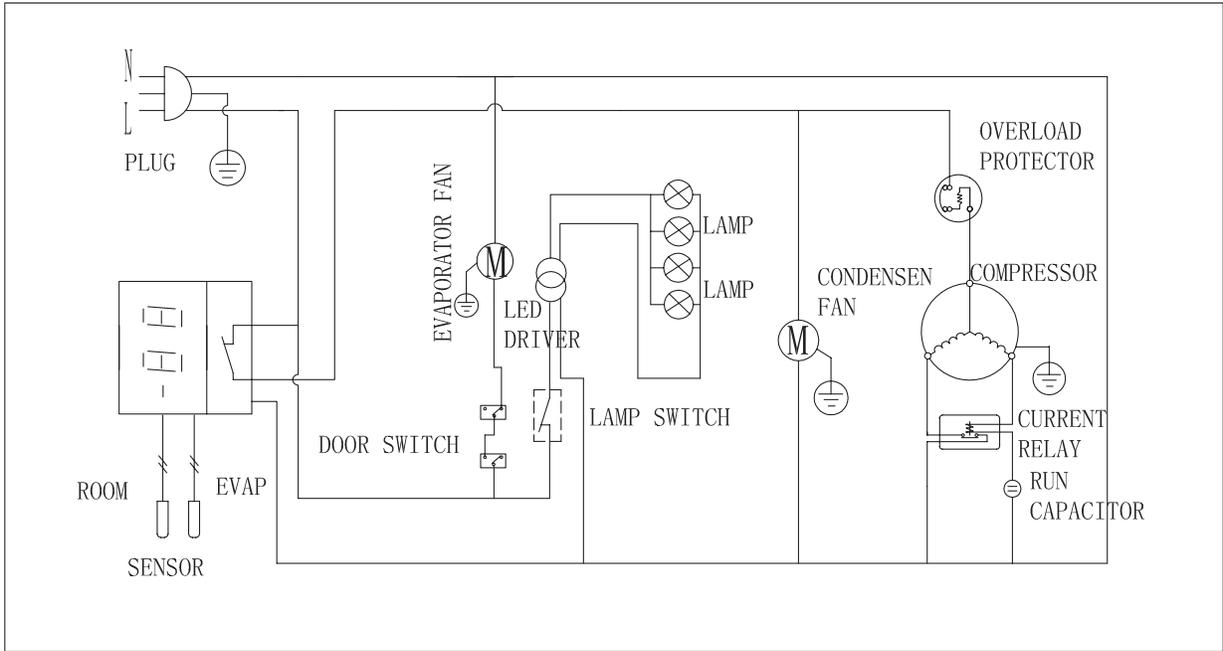 N
L
PLUG
OVERLOAD
PROTECTOR
EVAPORATOR FAN
M
LAMP
LAMP
LED
DRIVER
CONDENSEN
FAN
M
COMPRESSOR
LAMP SWITCH
DOOR SWITCH
CURRENT
RELAY
RUN
CAPACITOR
ROOM
EVAP
SENSOR